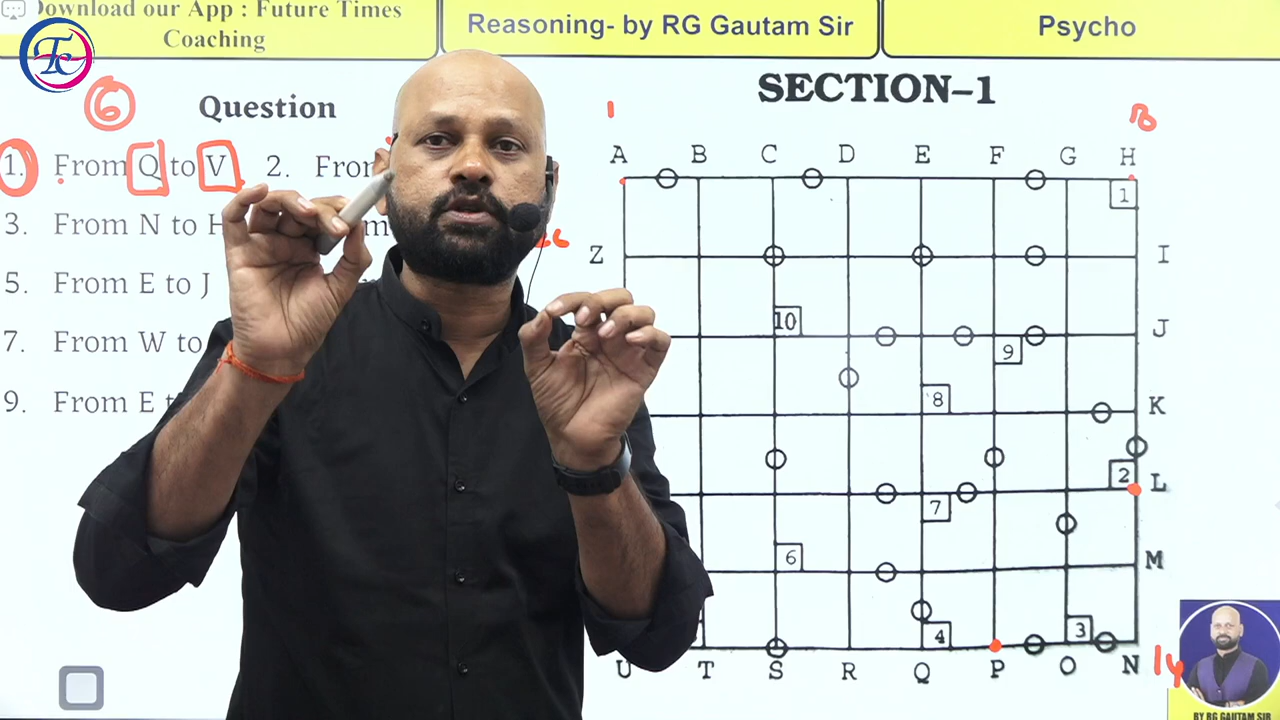 Download our App : Future Times
Coaching
Reasoning- by RG Gautam Sir
Psycho
Tc
6
Question
SECTION-1
1. From Q to V
2.
3. From N to
5. From E to J
7. From W to
9. From E
A B C D E F G H
Z
I
J
K
L
M
U T S R Q P O N
1
2
3
4
6
7
8
9
10
14
BY RG GAUTAM SIR